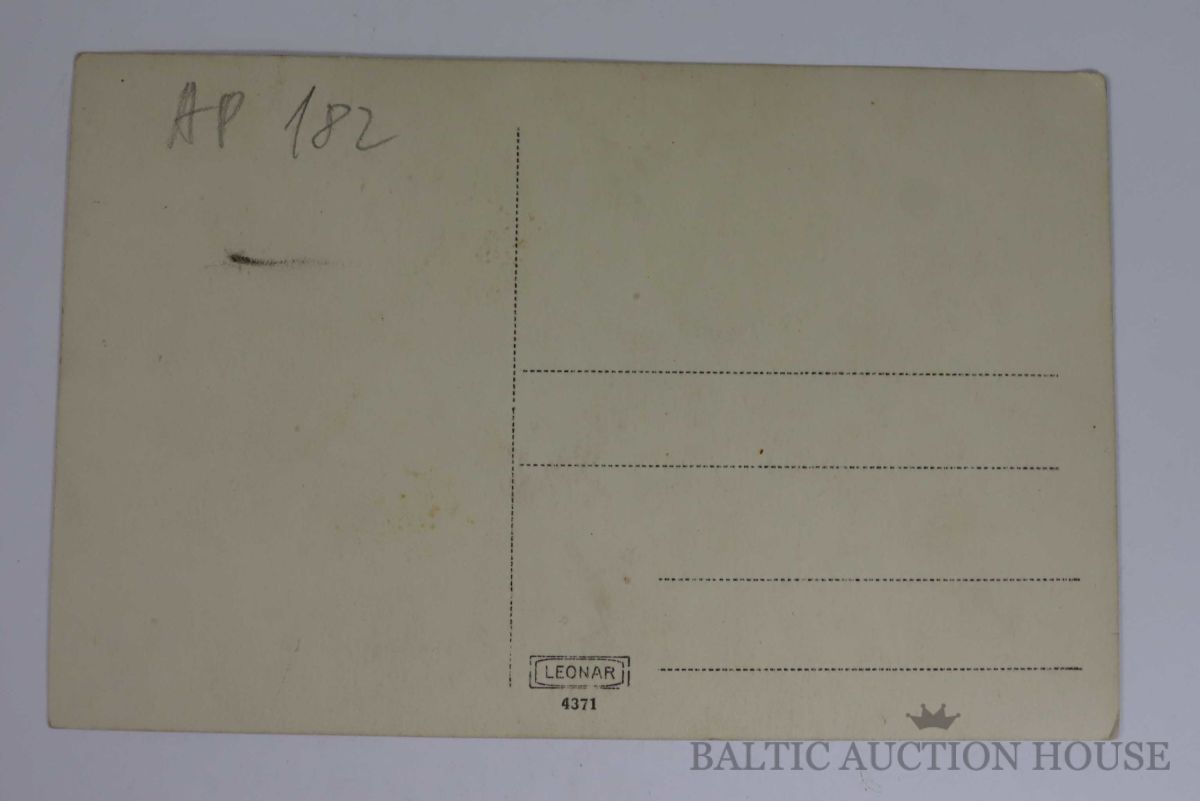 AP 182
LEONAR
4371
BALTIC AUCTION HOUSE